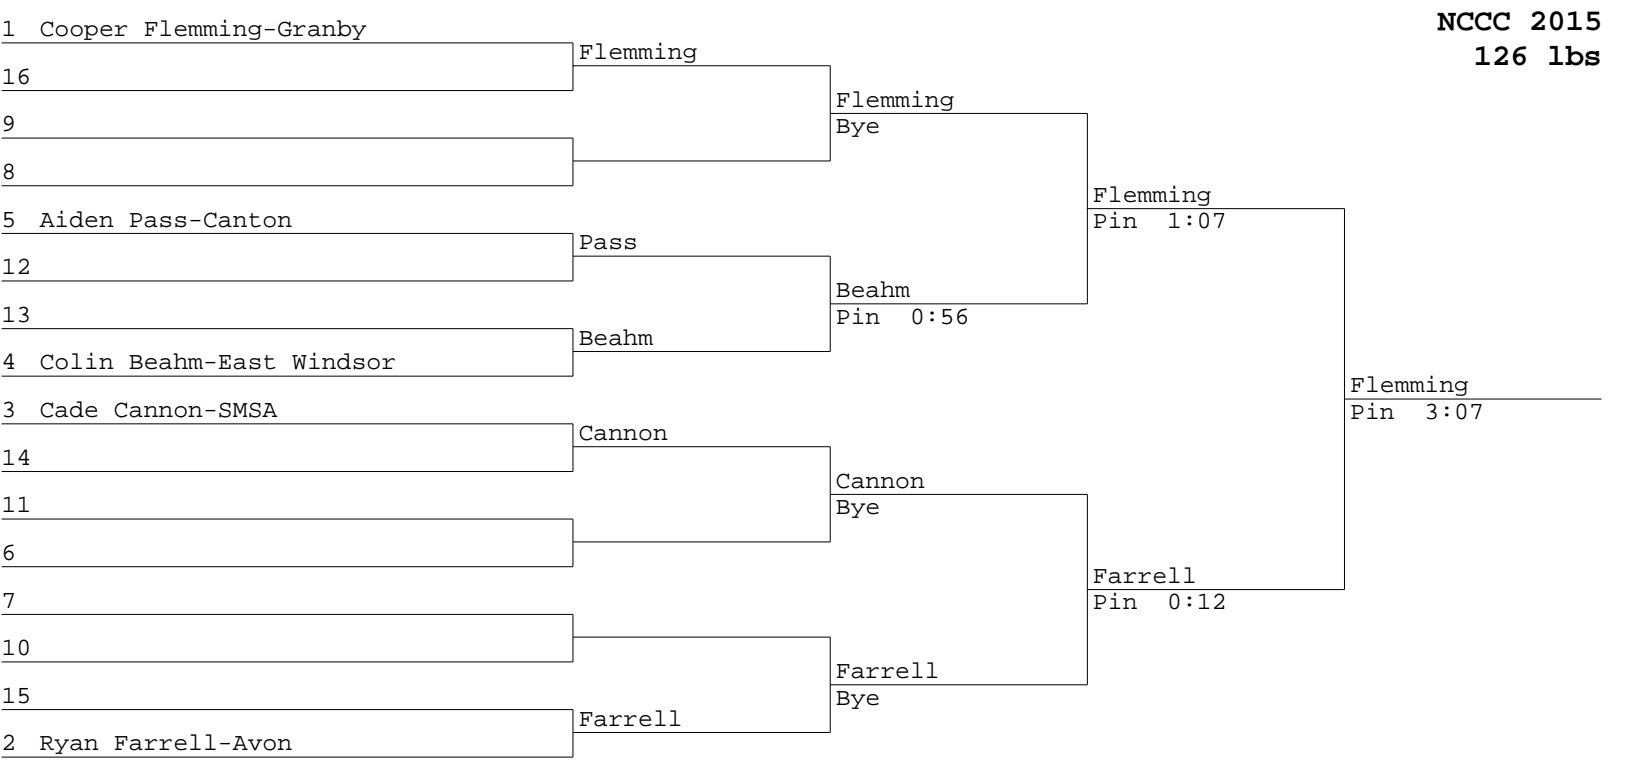 NCCC 2015
126 lbs
1 Cooper Flemming-Granby
16
9
8
5 Aiden Pass-Canton
12
13
4 Colin Beahm-East Windsor
3 Cade Cannon-SMSA
14
11
6
7
10
15
2 Ryan Farrell-Avon
Flemming
Pass
Beahm
Cannon
Farrell
Flemming
Bye
Beahm
Pin 0:56
Cannon
Bye
Farrell
Bye
Flemming
Pin 1:07
Farrell
Pin 0:12
Flemming
Pin 3:07